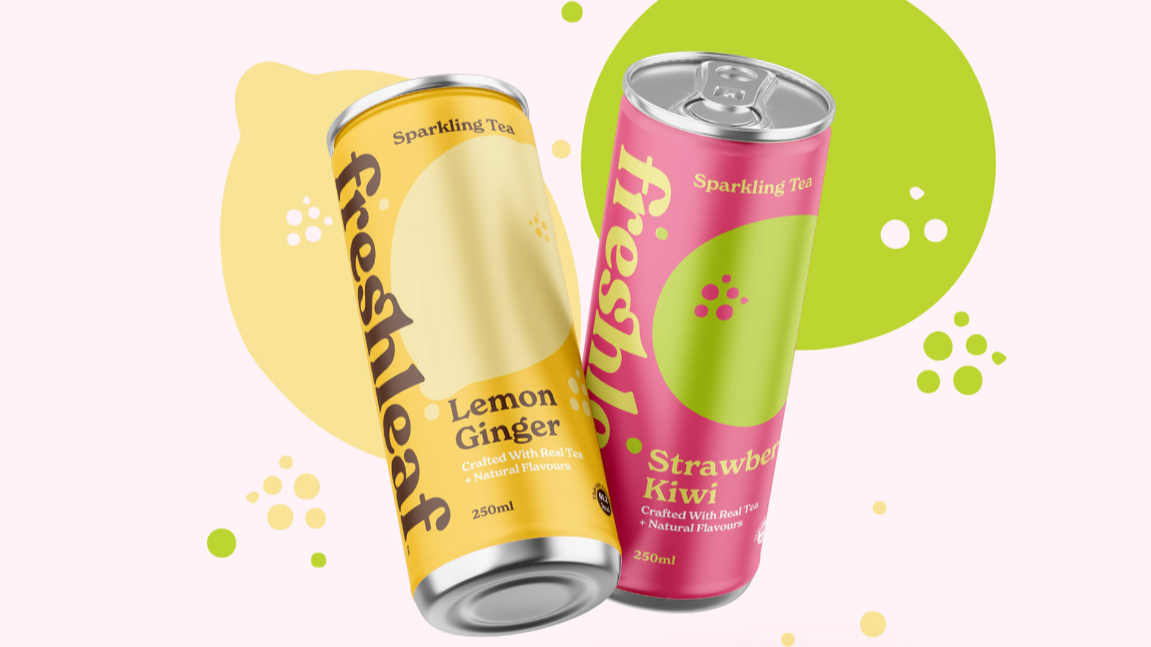 Sparkling Tea
freshleaf
Lemon
Ginger
Crafted With Real Tea
+ Natural Flavours
250ml
Sparkling Tea
freshle
Strawber
Kiwi
Crafted With Real Tea
+ Natural Flavours
250ml